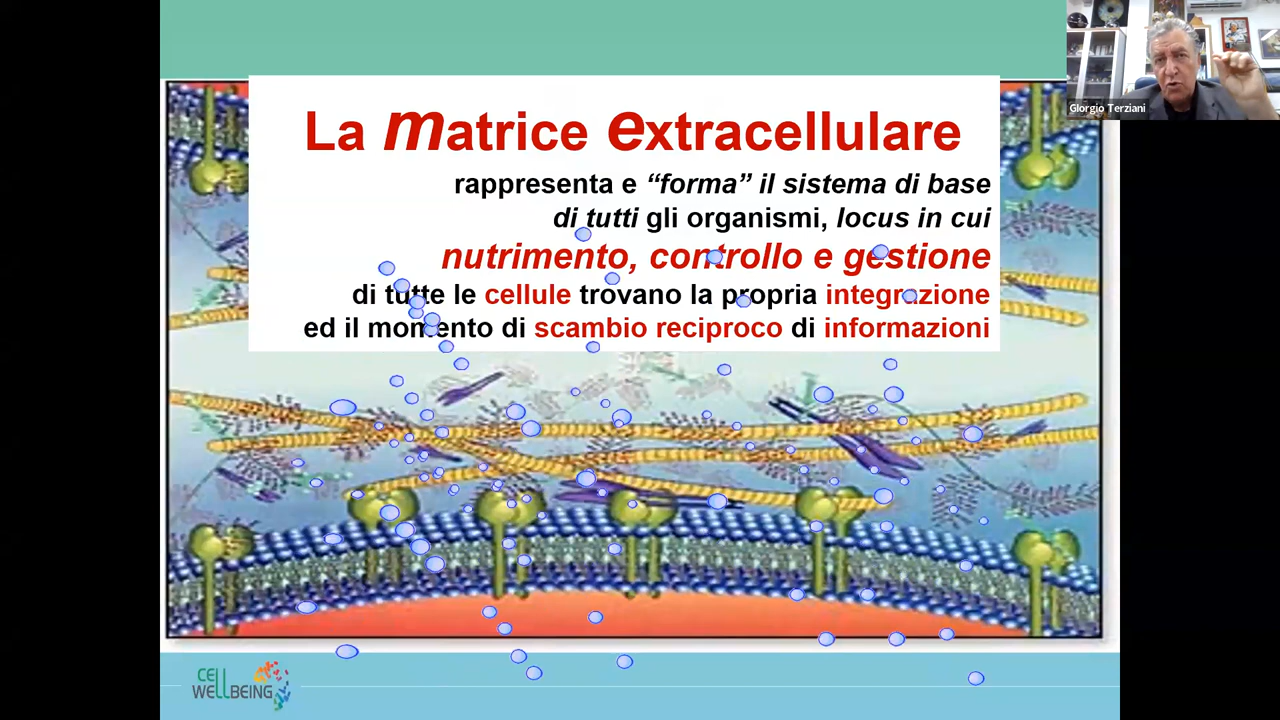 La matrice extracellulare
rappresenta e “forma” il sistema di base
di tutti gli organismi, locus in cui
nutrimento, controllo e gestione
di tutte le cellule trovano la propria integrazione
ed il momento di scambio reciproco di informazioni
GIorgio Terziani
CELL
WELLBEING